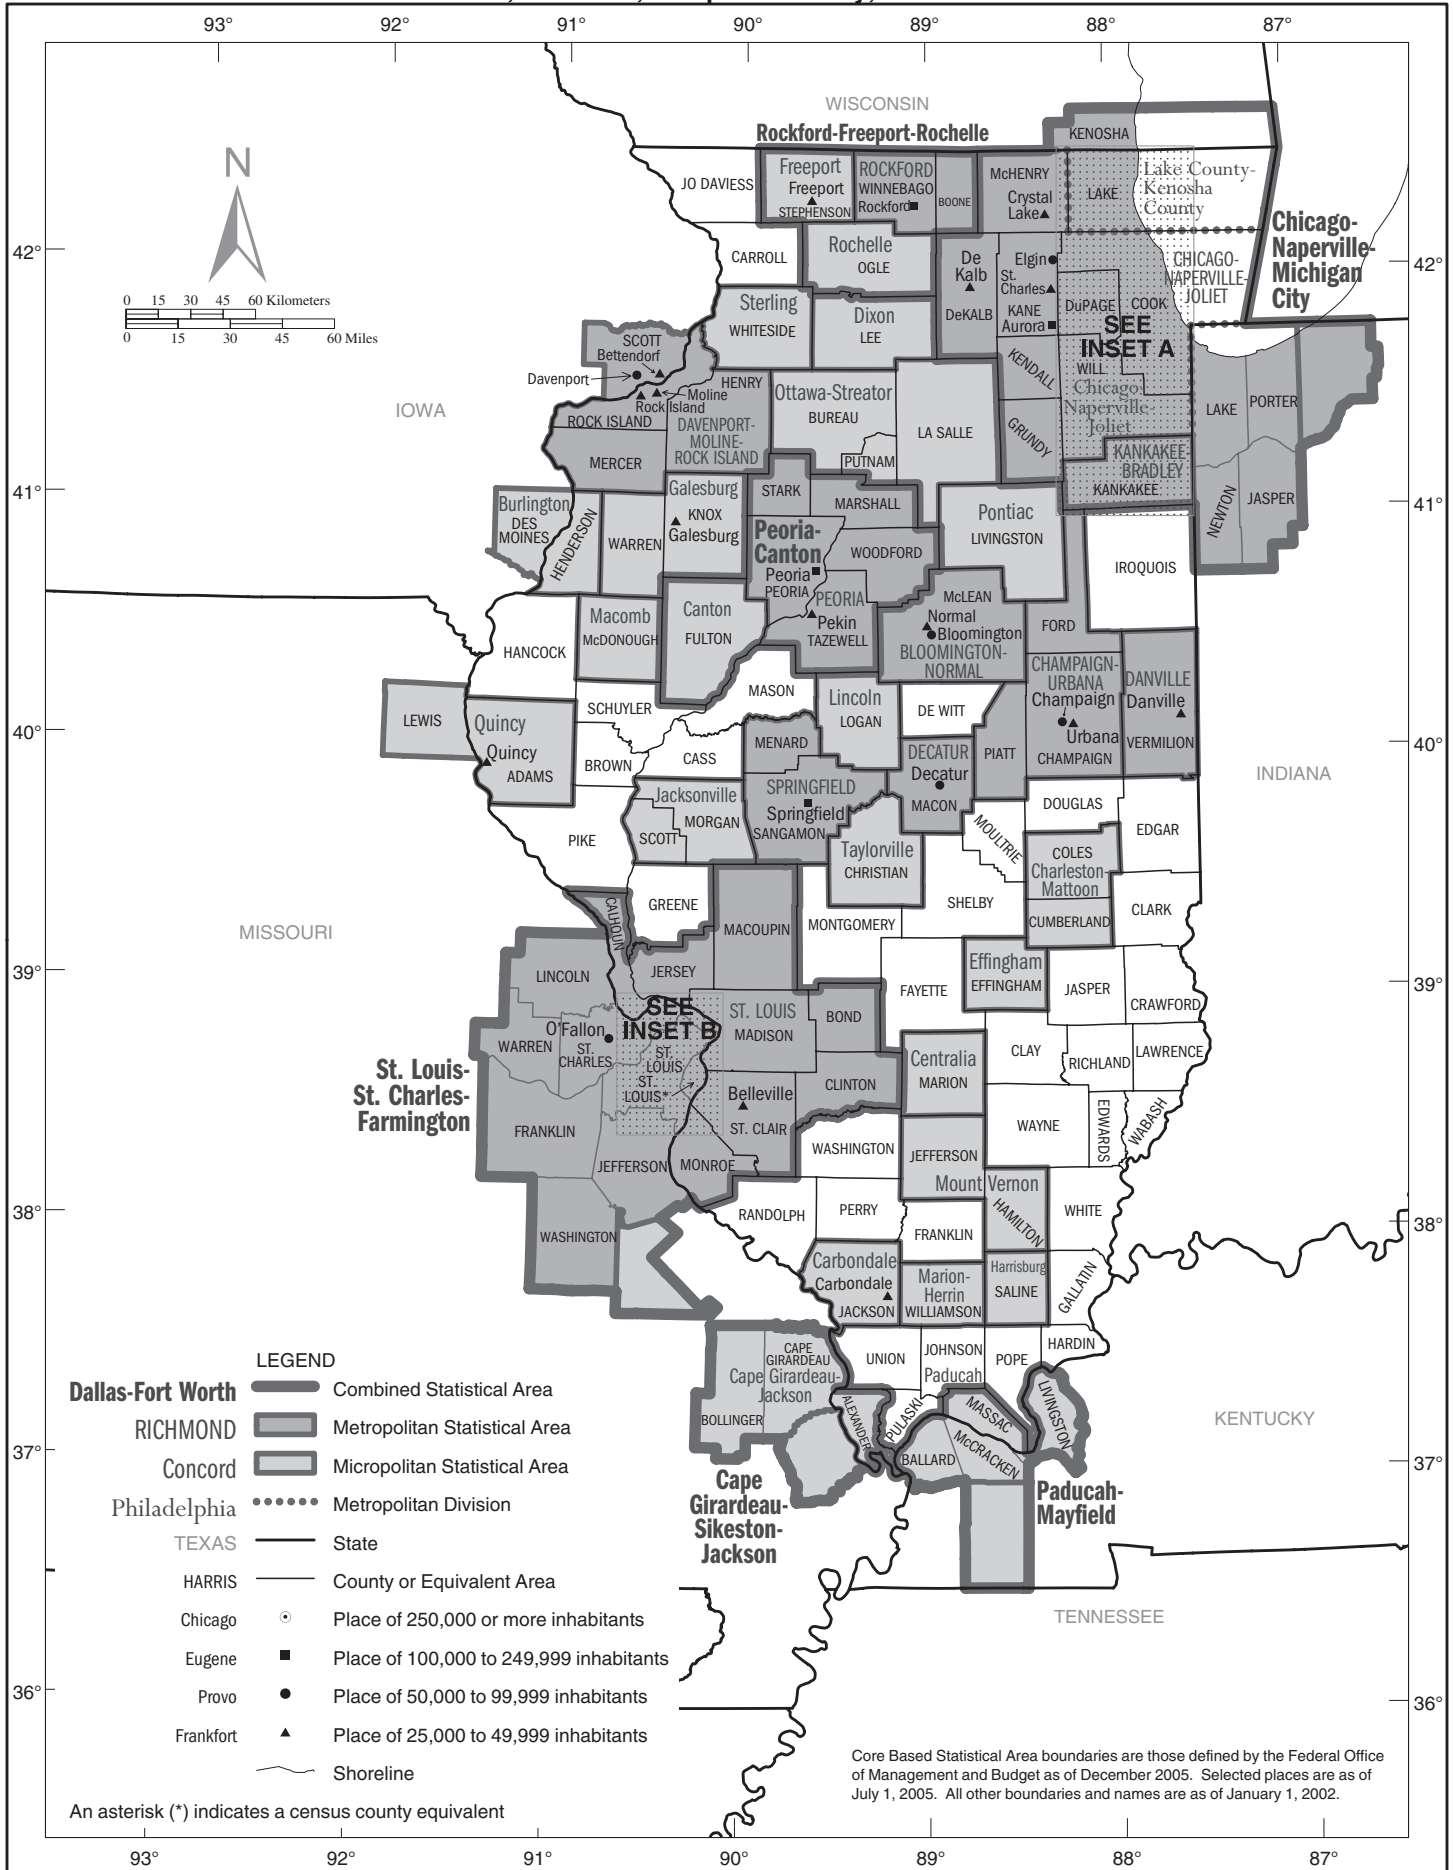 93°
92°
91°
90°
89°
88°
87°
WISCONSIN
Rockford-Freeport-Rochelle
KENOSHA
N
JO DAVIESS
Freeport
Freeport
STEPHENSON
ROCKFORD
WINNEBAGO
Rockford
BOONE
McHENRY
Crystal
Lake
LAKE
Lake County-
Kenosha
County
Chicago-
Naperville-
Michigan
City
42°
42°
CARROLL
Rochelle
OGLE
De
Kalb
DeKALB
Elgin
St.
Charles
KANE
Aurora
DuPAGE
COOK
CHICAGO-
NAPERVILLE-
JOLIET
SEE
INSET A
WILL
Chicago-
Naperville-
Joliet
0 15 30 45 60 Kilometers
0 15 30 45 60 Miles
Sterling
WHITESIDE
Dixon
LEE
SCOTT
Bettendorf
Davenport
Moline
Rock Island
IOWA
ROCK ISLAND
HENRY
DAVENPORT-
MOLINE-
ROCK ISLAND
MERCER
Ottawa-Streator
BUREAU
PUTNAM
LA SALLE
KENDALL
GRUNDY
KANKAKEE-
BRADLEY
KANKAKEE
LAKE
PORTER
NEWTON
JASPER
41°
41°
Burlington
DES
MOINES
HENDERSON
WARREN
Galesburg
KNOX
Galesburg
STARK
MARSHALL
Peoria-
Canton
Peoria
PEORIA
PEORIA
Pekin
TAZEWELL
WOODFORD
Pontiac
LIVINGSTON
IROQUOIS
McLEAN
Normal
Bloomington
BLOOMINGTON-
NORMAL
FORD
HANCOCK
Macomb
McDONOUGH
Canton
FULTON
MASON
Lincoln
LOGAN
DE WITT
CHAMPAIGN-
URBANA
Champaign
Urbana
CHAMPAIGN
DANVILLE
Danville
VERMILION
PIATT
40°
40°
LEWIS
Quincy
Quincy
ADAMS
SCHUYLER
BROWN
CASS
MENARD
DECATUR
Decatur
MACON
INDIANA
Jacksonville
MORGAN
SCOTT
SPRINGFIELD
Springfield
SANGAMON
Taylorville
CHRISTIAN
MOULTRIE
DOUGLAS
EDGAR
COLES
Charleston-
Mattoon
CUMBERLAND
CLARK
PIKE
GREENE
CALHOUN
MACOUPIN
MONTGOMERY
SHELBY
MISSOURI
39°
39°
LINCOLN
JERSEY
Effingham
EFFINGHAM
JASPER
CRAWFORD
FAYETTE
SEE
INSET B
ST. LOUIS
MADISON
BOND
O'Fallon
ST.
CHARLES
WARREN
ST.
LOUIS
ST.
LOUIS*
Belleville
ST. CLAIR
CLINTON
Centralia
MARION
CLAY
RICHLAND
LAWRENCE
St. Louis-
St. Charles-
Farmington
FRANKLIN
JEFFERSON
MONROE
WASHINGTON
JEFFERSON
Mount Vernon
WAYNE
EDWARDS
WABASH
HAMILTON
WHITE
38°
38°
WASHINGTON
RANDOLPH
PERRY
FRANKLIN
Carbondale
Carbondale
JACKSON
Marion-
Herrin
WILLIAMSON
Harrisburg
SALINE
GALLATIN
CAPE
GIRARDEAU
Cape Girardeau-
Jackson
BOLLINGER
UNION
JOHNSON
Paducah
POPE
HARDIN
ALEXANDER
PULASKI
MASSAC
LIVINGSTON
BALLARD
McCRACKEN
KENTUCKY
37°
37°
Cape
Girardeau-
Sikeston-
Jackson
Paducah-
Mayfield
TENNESSEE
36°
36°
LEGEND
Dallas-Fort Worth Combined Statistical Area
RICHMOND Metropolitan Statistical Area
Concord Micropolitan Statistical Area
Philadelphia Metropolitan Division
TEXAS State
HARRIS County or Equivalent Area
Chicago Place of 250,000 or more inhabitants
Eugene Place of 100,000 to 249,999 inhabitants
Provo Place of 50,000 to 99,999 inhabitants
Frankfort Place of 25,000 to 49,999 inhabitants
Shoreline
An asterisk (*) indicates a census county equivalent
Core Based Statistical Area boundaries are those defined by the Federal Office
of Management and Budget as of December 2005. Selected places are as of
July 1, 2005. All other boundaries and names are as of January 1, 2002.
93°
92°
91°
90°
89°
88°
87°